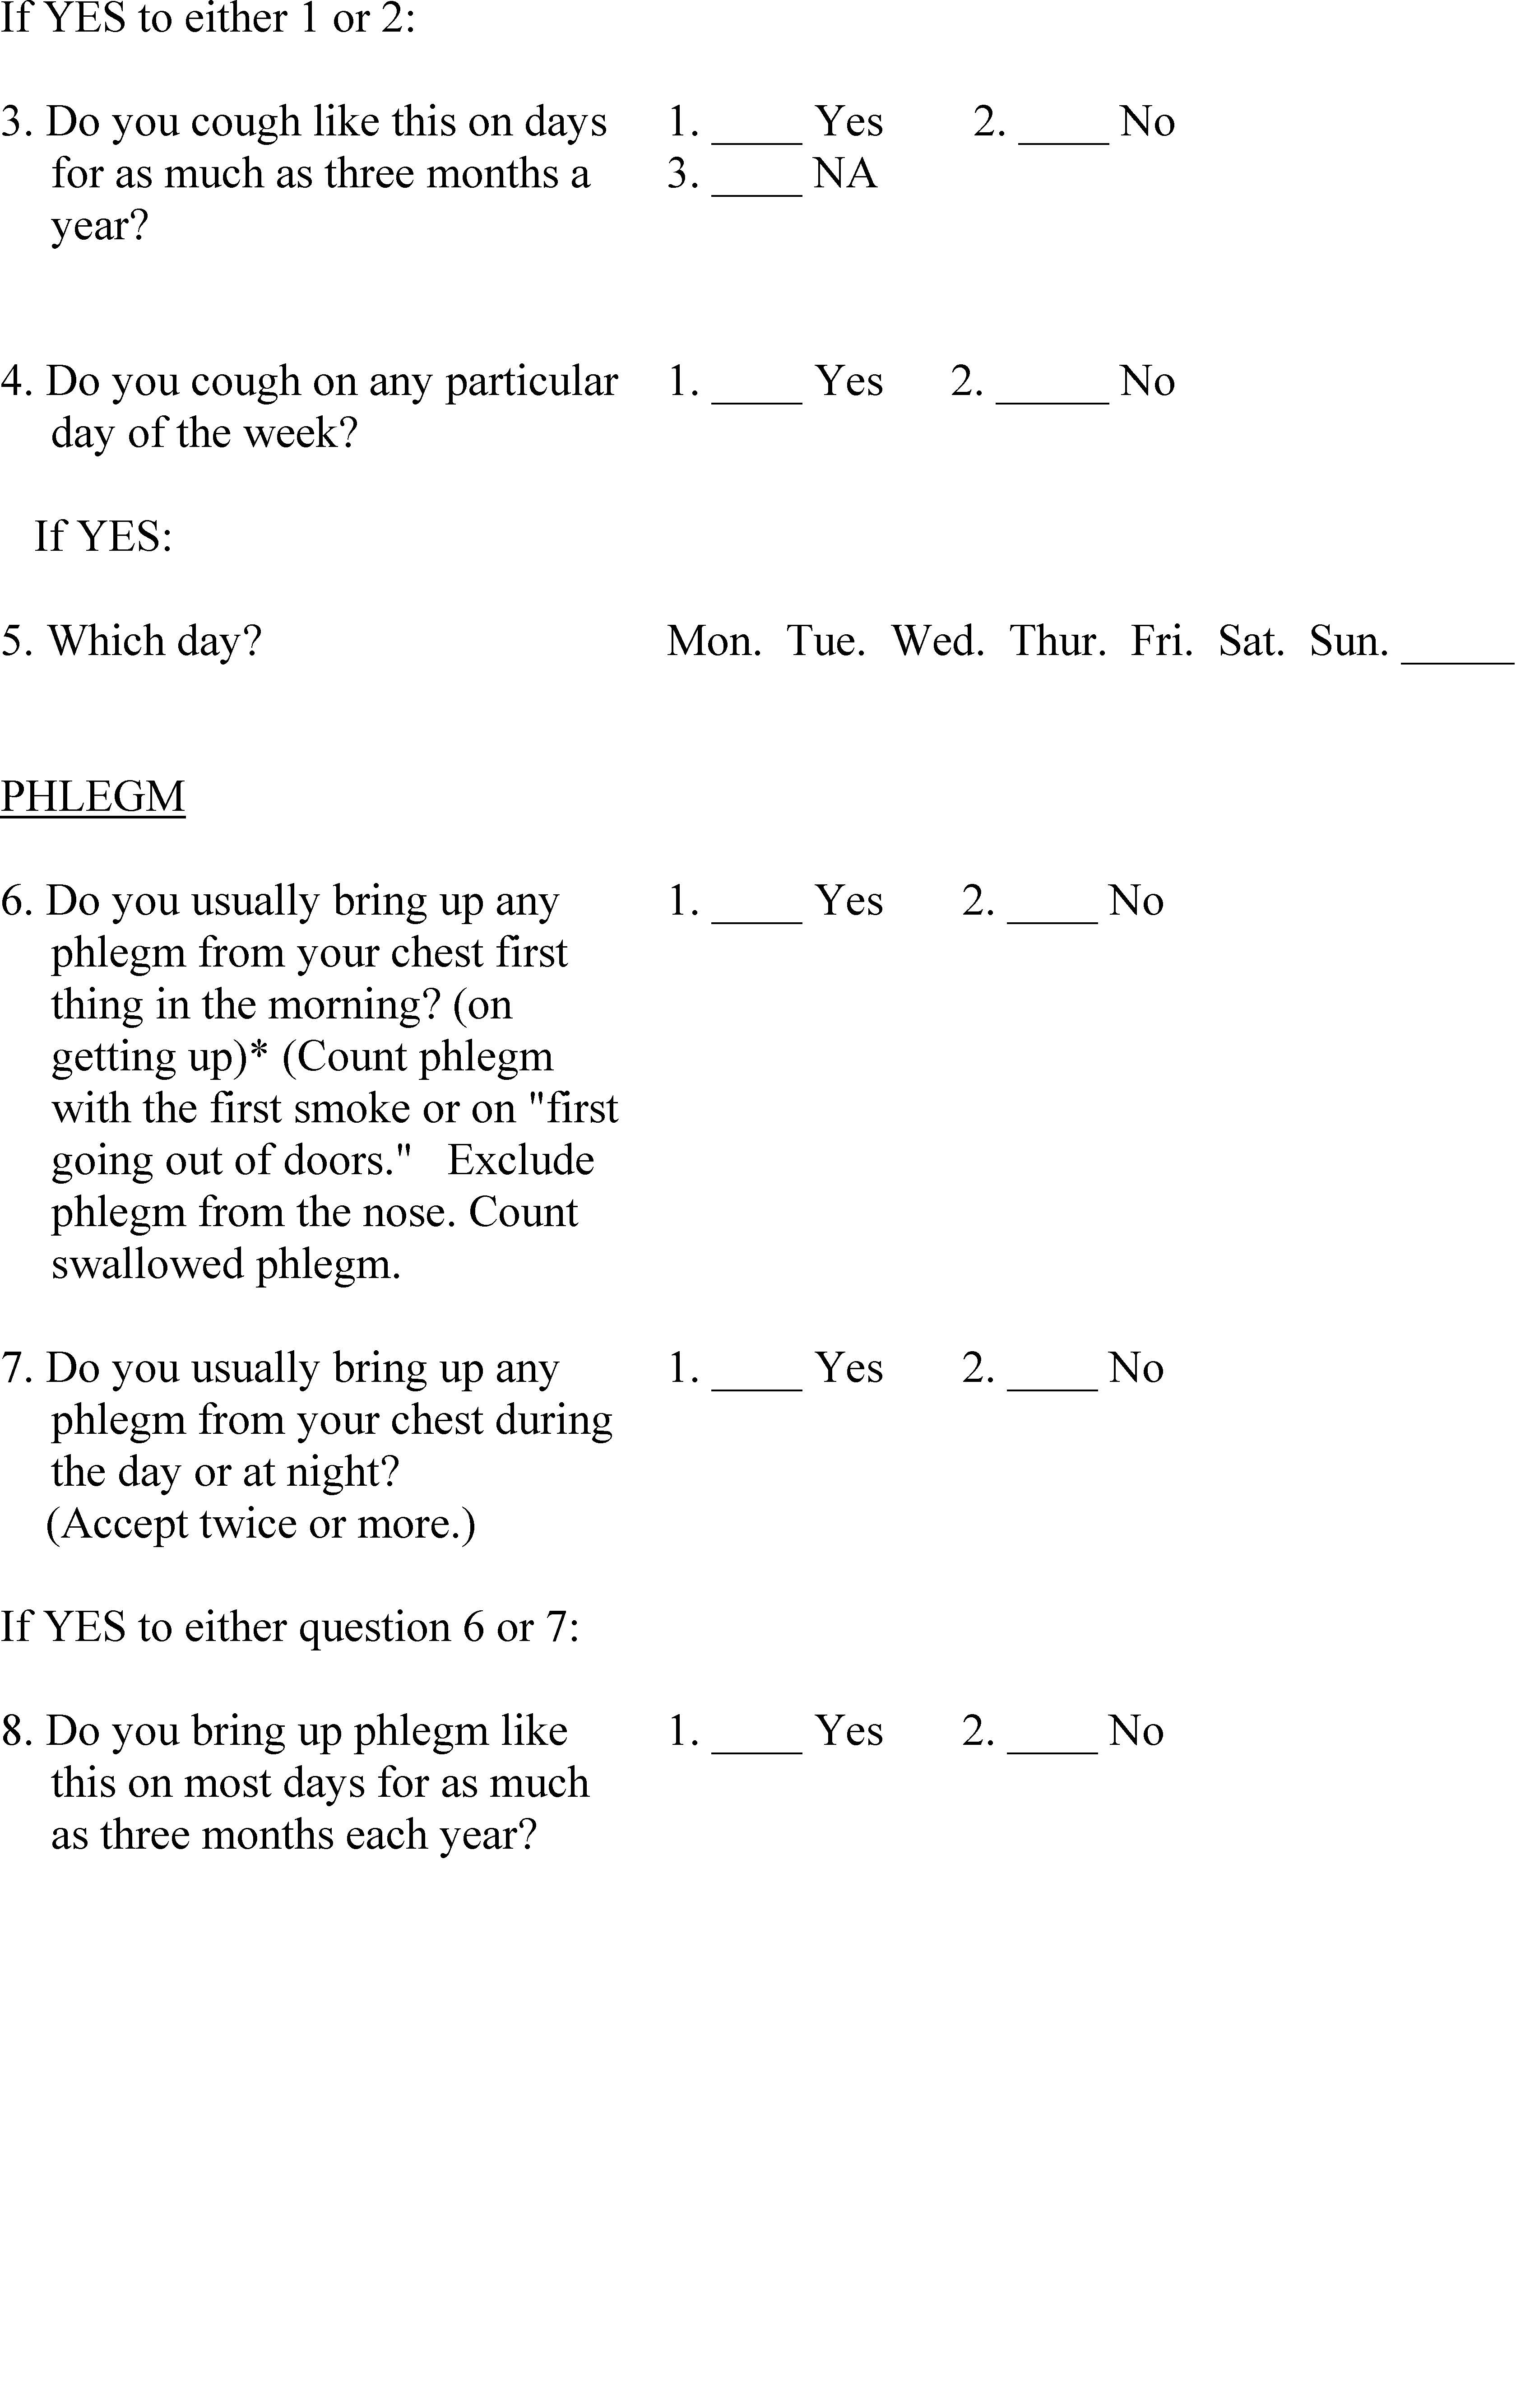 If YES to either 1 or 2:
3. Do you cough like this on days 1. ____ Yes 2. ____ No
for as much as three months a 3. ____ NA
year?
4. Do you cough on any particular 1. ____ Yes 2. _____ No
day of the week?
If YES:
5. Which day? Mon. Tue. Wed. Thur. Fri. Sat. Sun. _____
PHLEGM
6. Do you usually bring up any 1. ____ Yes 2. ____ No
phlegm from your chest first
thing in the morning? (on
getting up)* (Count phlegm
with the first smoke or on "first
going out of doors." Exclude
phlegm from the nose. Count
swallowed phlegm.
7. Do you usually bring up any 1. ____ Yes 2. ____ No
phlegm from your chest during
the day or at night?
(Accept twice or more.)
If YES to either question 6 or 7:
8. Do you bring up phlegm like 1. ____ Yes 2. ____ No
this on most days for as much
as three months each year?